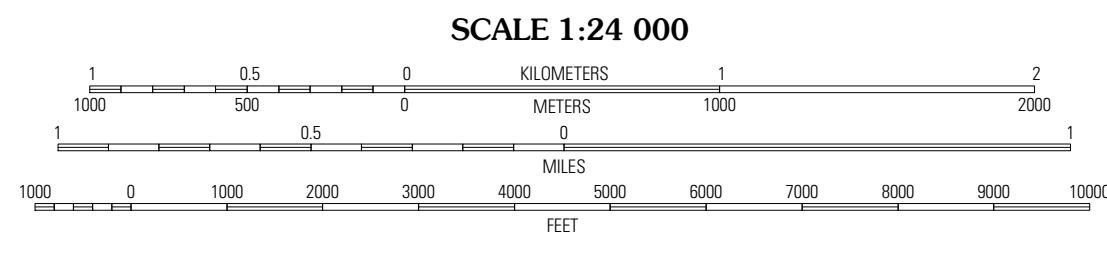 SCALE 1:24 000
1 0.5 0 KILOMETERS 1 2
1000 500 0 METERS 1000 2000
1 0.5 0 1
MILES
1000 0 1000 2000 3000 4000 5000 6000 7000 8000 9000 10000
FEET